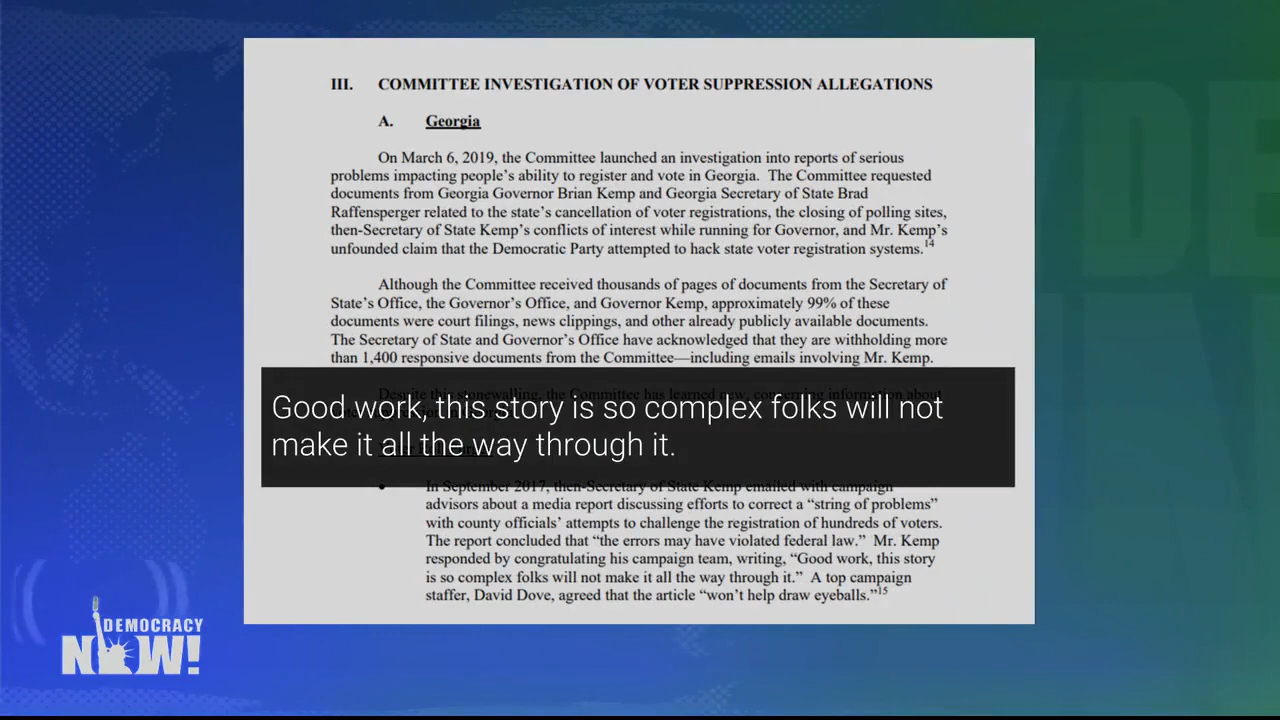 III. COMMITTEE INVESTIGATION OF VOTER SUPPRESSION ALLEGATIONS
A. Georgia
On March 6, 2019, the Committee launched an investigation into reports of serious
problems impacting people's ability to register and vote in Georgia. The Committee requested
documents from Georgia Governor Brian Kemp and Georgia Secretary of State Brad
Raffensperger related to the state's cancellation of voter registrations, the closing of polling sites,
then-Secretary of State Kemp's conflicts of interest while running for Governor, and Mr. Kemp's
unfounded claim that the Democratic Party attempted to hack state voter registration systems.14
Although the Committee received thousands of pages of documents from the Secretary of
State's Office, the Governor's Office, and Governor Kemp, approximately 99% of these
documents were court filings, news clippings, and other already publicly available documents.
The Secretary of State and Governor's Office have acknowledged that they are withholding more
than 1,400 responsive documents from the Committee—including emails involving Mr. Kemp.
Despite this stonewalling, the Committee has learned new, concerning information about
Good work, this story is so complex folks will not
make it all the way through it.
In September 2017, then-Secretary of State Kemp emailed with campaign
advisors about a media report discussing efforts to correct a “string of problems”
with county officials' attempts to challenge the registration of hundreds of voters.
The report concluded that “the errors may have violated federal law.” Mr. Kemp
responded by congratulating his campaign team, writing, “Good work, this story
is so complex folks will not make it all the way through it.” A top campaign
staffer, David Dove, agreed that the article “won't help draw eyeballs.”15
DEMOCRACY
NOW!